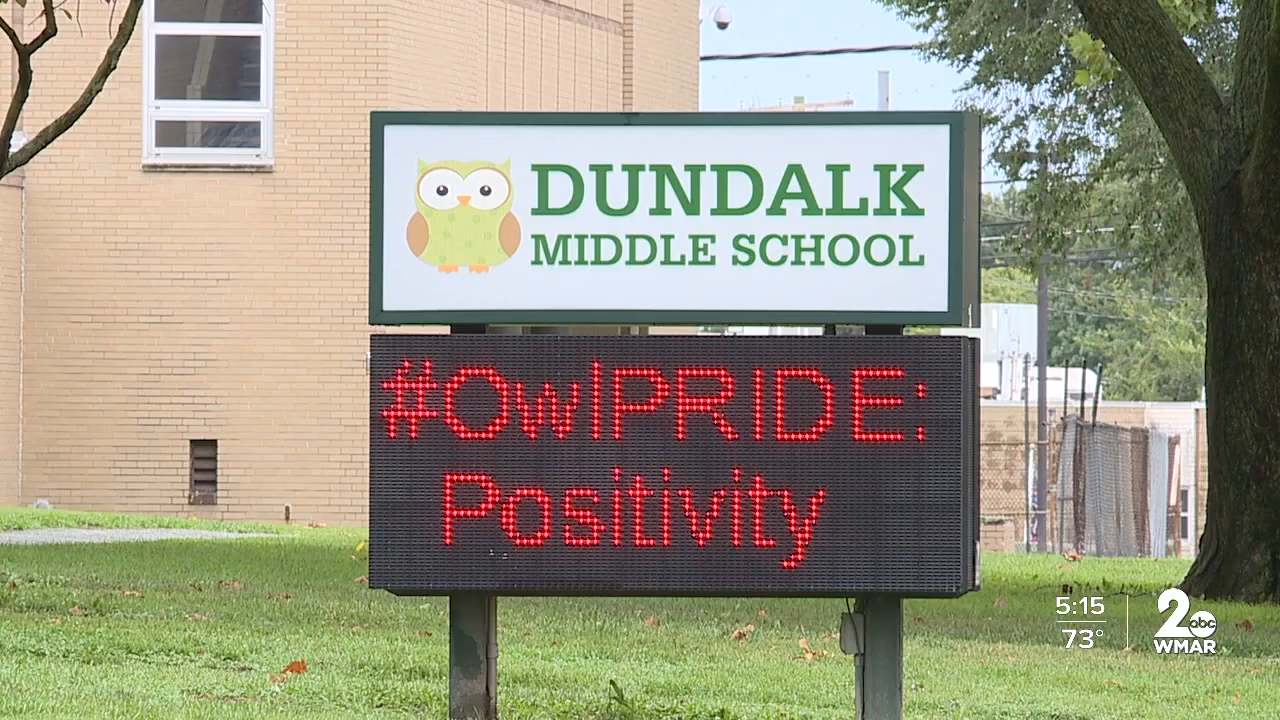 DUNDALK
MIDDLE SCHOOL
#OwlPRIDE:
Positivity
5:15
73°
2 abc
WMAR